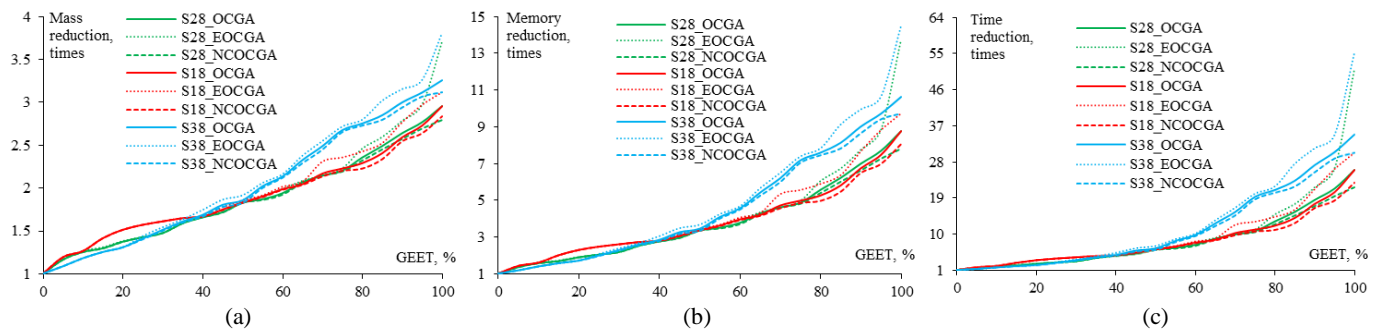 4
3.5
3
2.5
2
1.5
1
0
20
40
60
80
100
Mass
reduction,
times
S28_OCGA
S28_EOCGA
S28_NCOCGA
S18_OCGA
S18_EOCGA
S18_NCOCGA
S38_OCGA
S38_EOCGA
S38_NCOCGA
GEET, %
(a)
15
13
11
9
7
5
3
1
0
20
40
60
80
100
Memory
reduction,
times
S28_OCGA
S28_EOCGA
S28_NCOCGA
S18_OCGA
S18_EOCGA
S18_NCOCGA
S38_OCGA
S38_EOCGA
S38_NCOCGA
GEET, %
(b)
64
55
46
37
28
19
10
1
0
20
40
60
80
100
Time
reduction,
times
S28_OCGA
S28_EOCGA
S28_NCOCGA
S18_OCGA
S18_EOCGA
S18_NCOCGA
S38_OCGA
S38_EOCGA
S38_NCOCGA
GEET, %
(c)